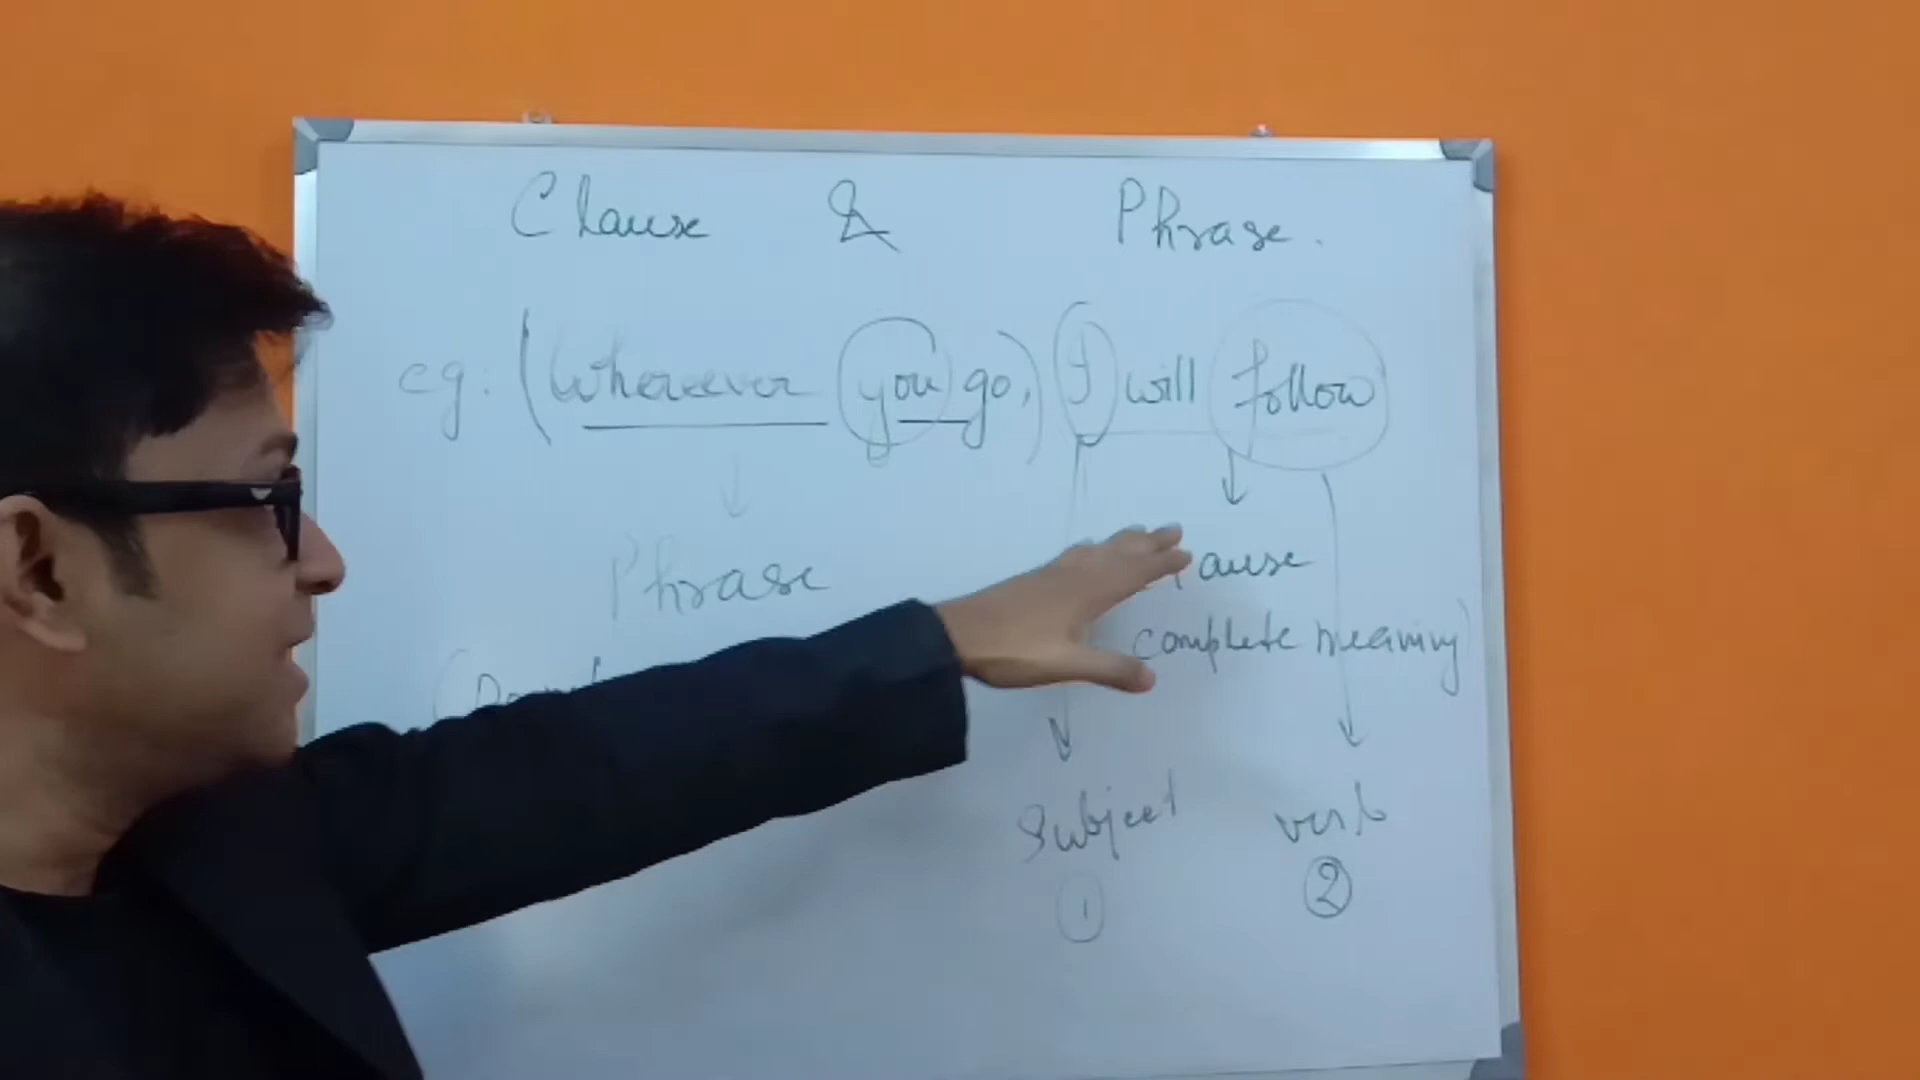 Clause & Phrase.
eg: (Wherever you go,) I will follow
Phrase
complete meaning)
Subject verb
1 2